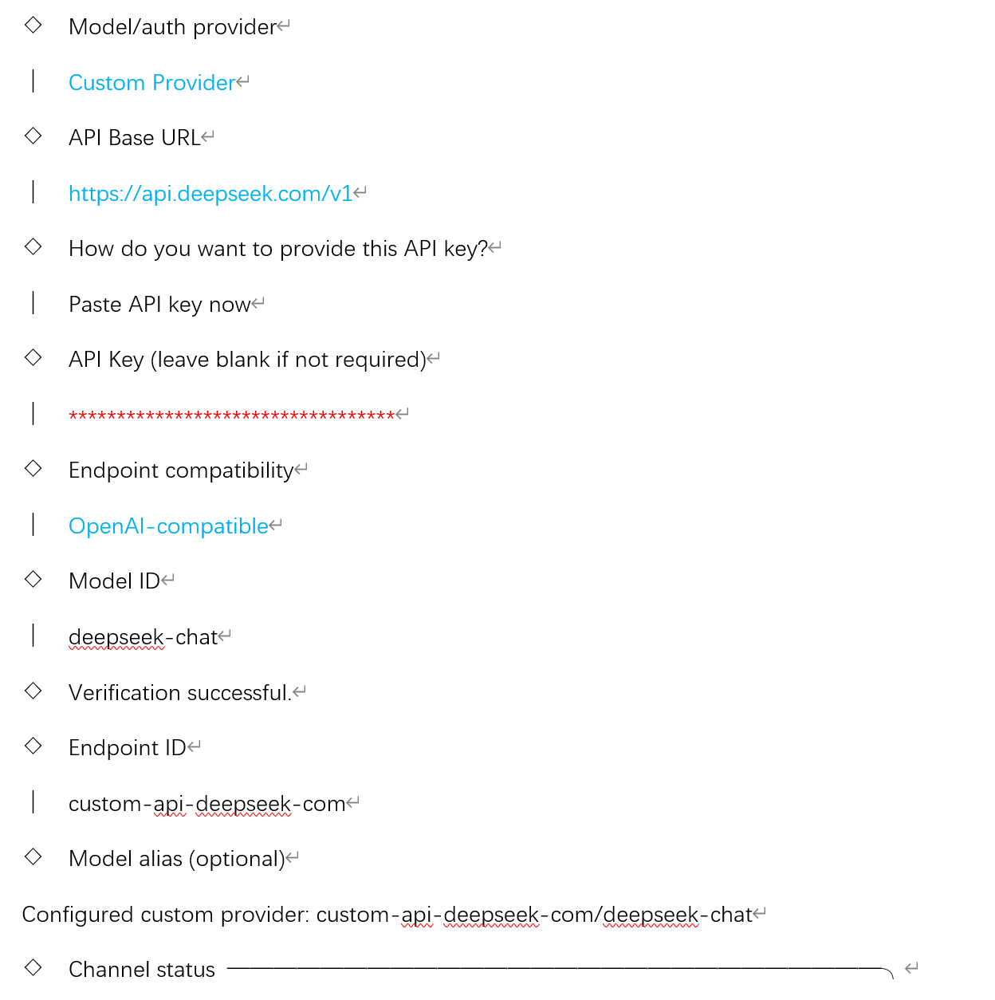 ◇ Model/auth provider↵
│ Custom Provider↵
◇ API Base URL↵
│ https://api.deepseek.com/v1↵
◇ How do you want to provide this API key?↵
│ Paste API key now↵
◇ API Key (leave blank if not required)↵
│ **********************************↵
◇ Endpoint compatibility↵
│ OpenAI-compatible↵
◇ Model ID↵
│ deepseek-chat↵
◇ Verification successful.↵
◇ Endpoint ID↵
│ custom-api-deepseek-com↵
◇ Model alias (optional)↵
Configured custom provider: custom-api-deepseek-com/deepseek-chat↵
◇ Channel status ────────────────────────────╮ ↵